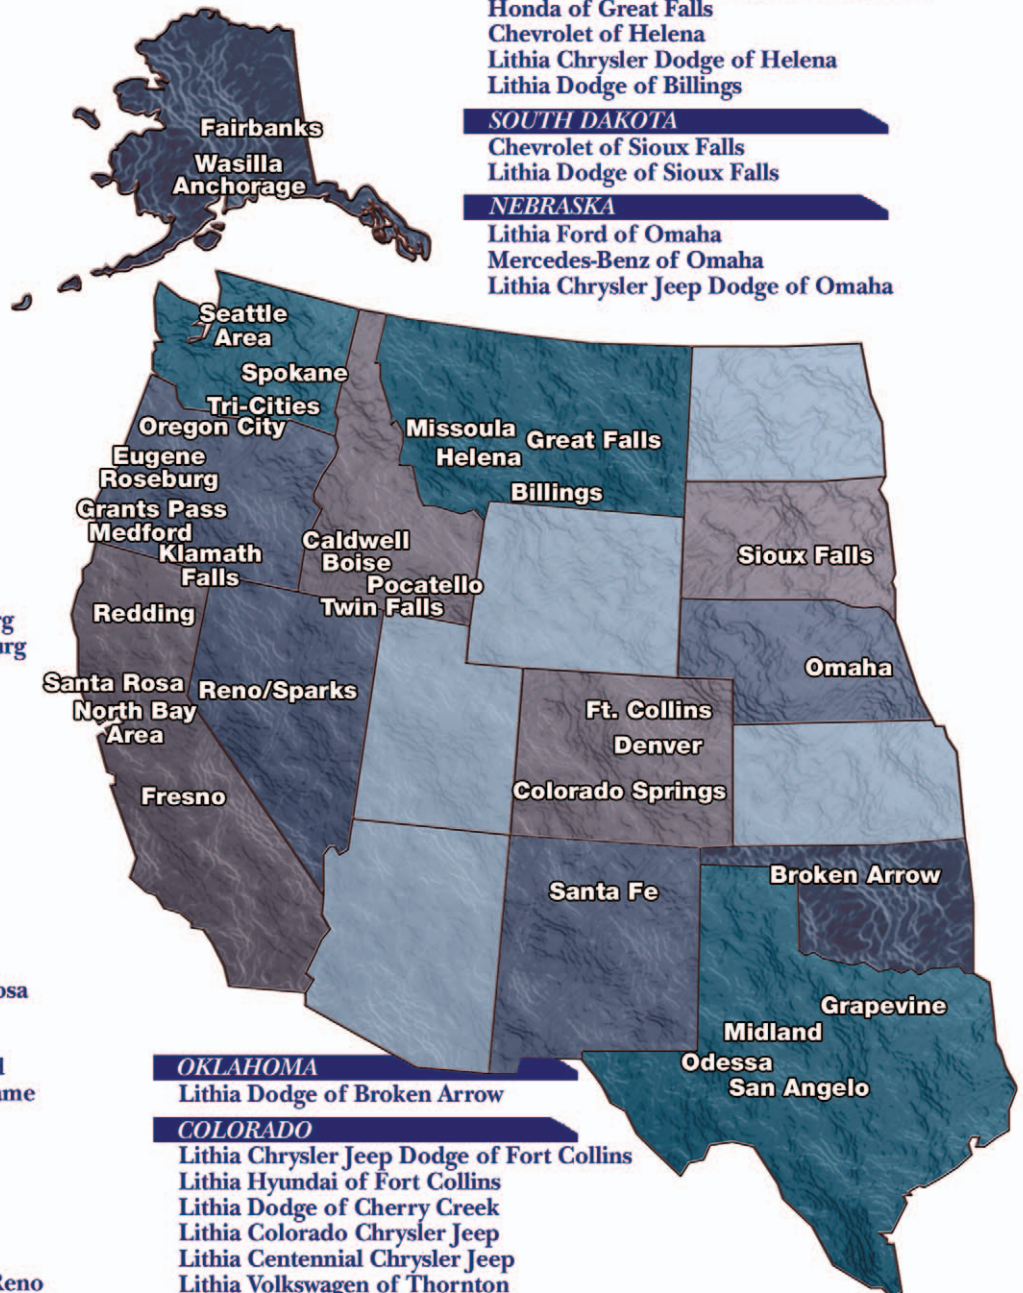 Honda of Great Falls
Chevrolet of Helena
Lithia Chrysler Dodge of Helena
Lithia Dodge of Billings
SOUTH DAKOTA
Chevrolet of Sioux Falls
Lithia Dodge of Sioux Falls
NEBRASKA
Lithia Ford of Omaha
Mercedes-Benz of Omaha
Lithia Chrysler Jeep Dodge of Omaha
Fairbanks
Wasilla
Anchorage
Seattle
Area
Spokane
Tri-Cities
Oregon City
Eugene
Roseburg
Grants Pass
Medford
Klamath
Falls
Missoula
Great Falls
Helena
Billings
Caldwell
Boise
Pocatello
Twin Falls
Sioux Falls
Omaha
Redding
Santa Rosa
North Bay
Area
Reno/Sparks
Fresno
Ft. Collins
Denver
Colorado Springs
Santa Fe
Broken Arrow
Grapevine
Midland
Odessa
San Angelo
OKLAHOMA
Lithia Dodge of Broken Arrow
COLORADO
Lithia Chrysler Jeep Dodge of Fort Collins
Lithia Hyundai of Fort Collins
Lithia Dodge of Cherry Creek
Lithia Colorado Chrysler Jeep
Lithia Centennial Chrysler Jeep
Lithia Volkswagen of Thornton
Reno